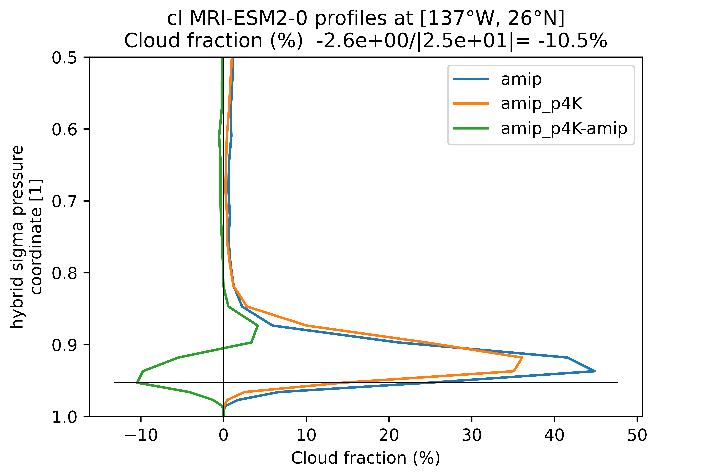 cl MRI-ESM2-0 profiles at [137°W, 26°N]
Cloud fraction (%)  -2.6e+00/|2.5e+01|= -10.5%
0.5
0.6
0.7
0.8
0.9
1.0
hybrid sigma pressure
coordinate [1]
amip
amip_p4K
amip_p4K-amip
−10
0
10
20
30
40
50
Cloud fraction (%)